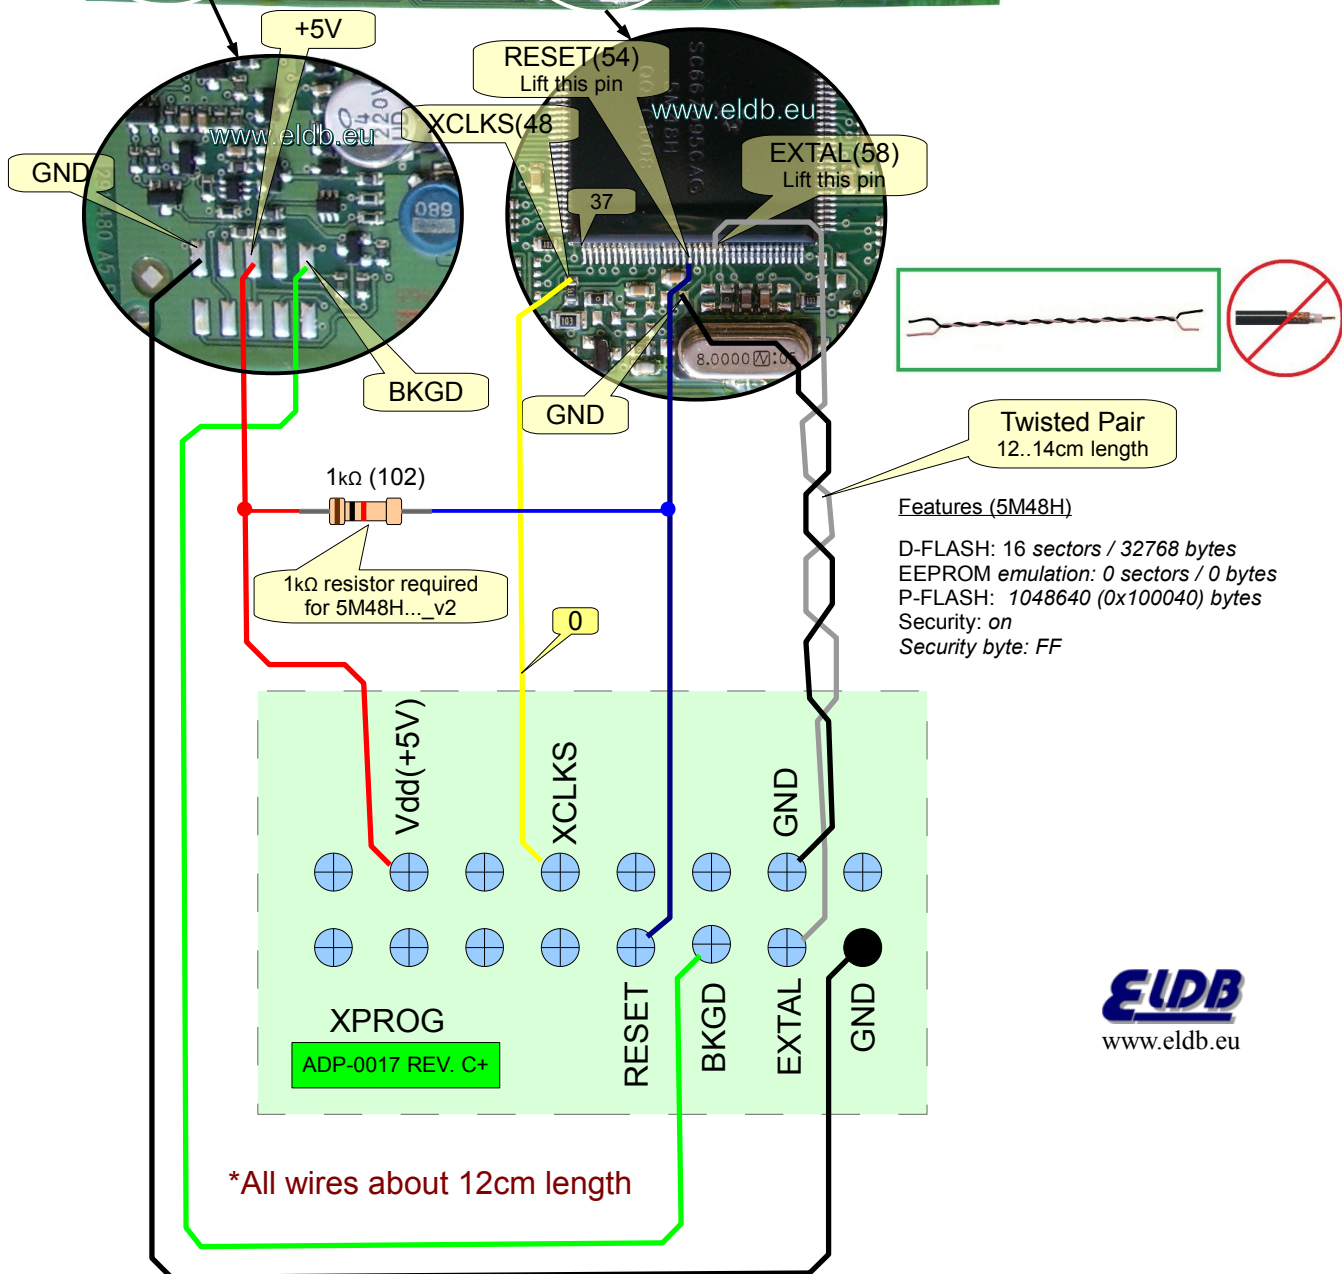 +5V
RESET(54)
Lift this pin
www.eldb.eu
XCLKS(48
www.eldb.eu
EXTAL(58)
Lift this pin
GND
37
089
103
8.0000
BKGD
GND
Twisted Pair
12..14cm length
1kΩ (102)
Features (5M48H)
D-FLASH: 16 sectors / 32768 bytes
EEPROM emulation: 0 sectors / 0 bytes
P-FLASH: 1048640 (0x100040) bytes
Security: on
Security byte: FF
1kΩ resistor required
for 5M48H..._v2
0
Vdd(+5V)
XCLKS
GND
RESET
BKGD
EXTAL
GND
XPROG
ADP-0017 REV. C+
ELDB
www.eldb.eu
*All wires about 12cm length